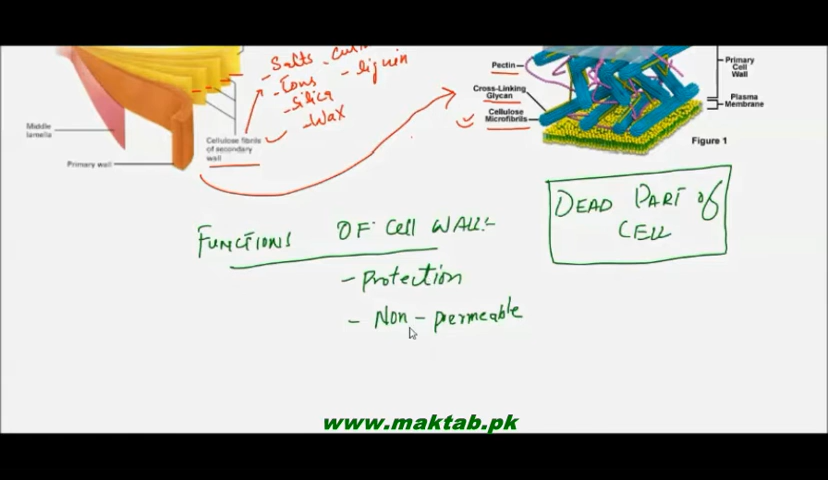 - Salts - Cutin
- Ions - lignin
- Silica
- Wax
Middle
lamella
Primary wall
Cellulose fibrils
of secondary
wall
Pectin
Cross-Linking
Glycan
Cellulose
Microfibrils
Primary
Cell
Wall
Plasma
Membrane
Figure 1
FUNCTIONS OF Cell WALL:-
- Protection
- Non - permeable
DEAD PART of
CELL
www.maktab.pk